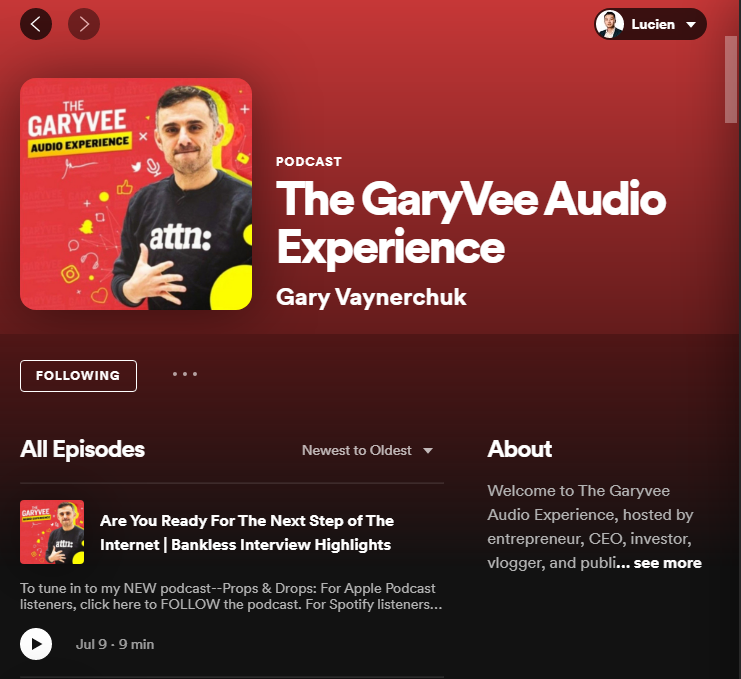 Lucien
THE
GARYVEE
AUDIO EXPERIENCE
attn:
PODCAST
The GaryVee Audio
Experience
Gary Vaynerchuk
FOLLOWING
All Episodes
Newest to Oldest
GARYVEE
attn:
Are You Ready For The Next Step of The
Internet | Bankless Interview Highlights
To tune in to my NEW podcast--Props & Drops: For Apple Podcast
listeners, click here to FOLLOW the podcast. For Spotify listeners...
Jul 9 · 9 min
About
Welcome to The Garyvee
Audio Experience, hosted by
entrepreneur, CEO, investor,
vlogger, and publi... see more